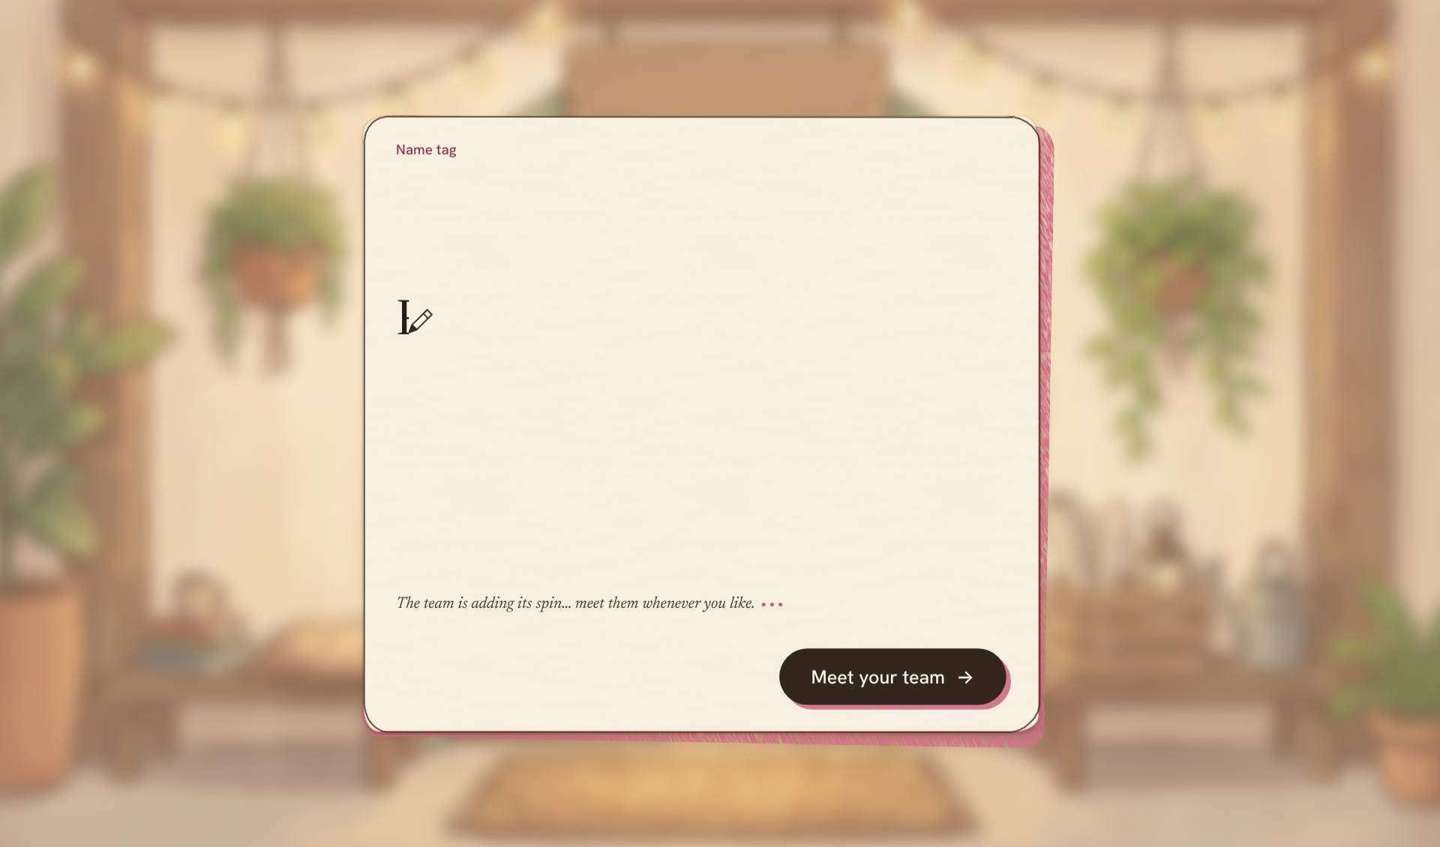 Name tag
The team is adding its spin... meet them whenever you like.
Meet your team →